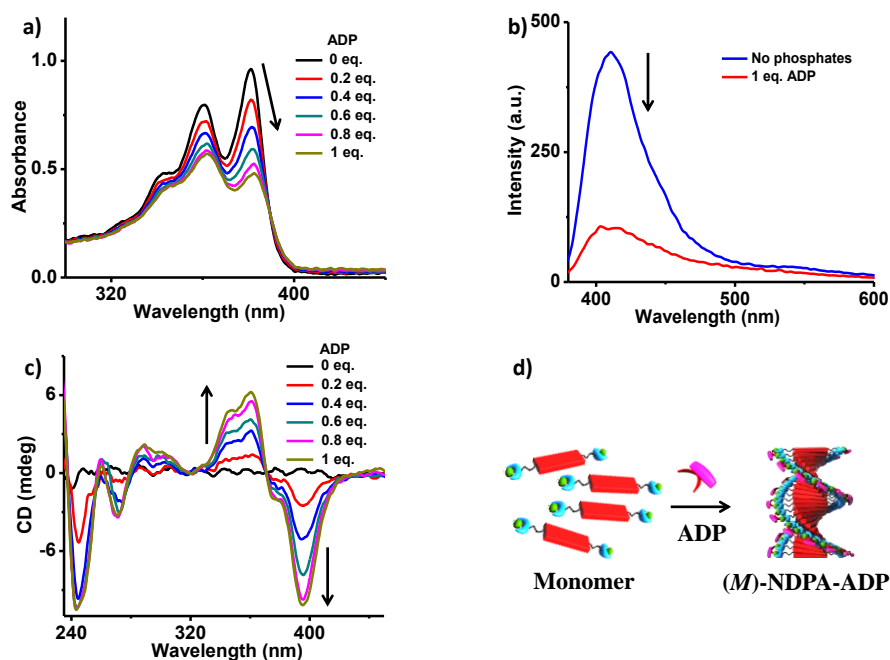 a)
ADP
0 eq.
0.2 eq.
0.4 eq.
0.6 eq.
0.8 eq.
1 eq.
1.0
0.5
0.0
Absorbance
320
400
Wavelength (nm)
b)
No phosphates
1 eq. ADP
500
250
0
Intensity (a.u.)
400
500
600
Wavelength (nm)
c)
ADP
0 eq.
0.2 eq.
0.4 eq.
0.6 eq.
0.8 eq.
1 eq.
6
0
-6
CD (mdeg)
240
320
400
Wavelength (nm)
d)
ADP
Monomer
(M)-NDPA-ADP